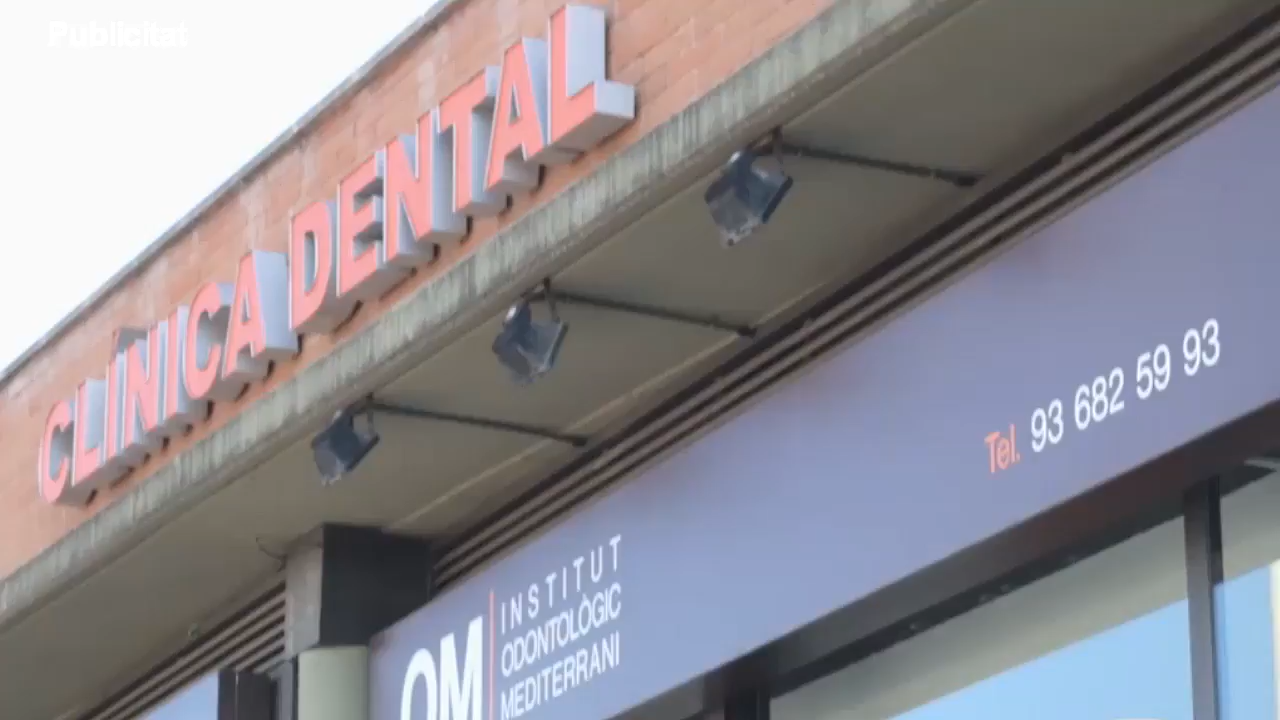 Publicitat
CLÍNICA DENTAL
Tel. 93 682 59 93
OM
INSTITUT
ODONTOLÒGIC
MEDITERRANI